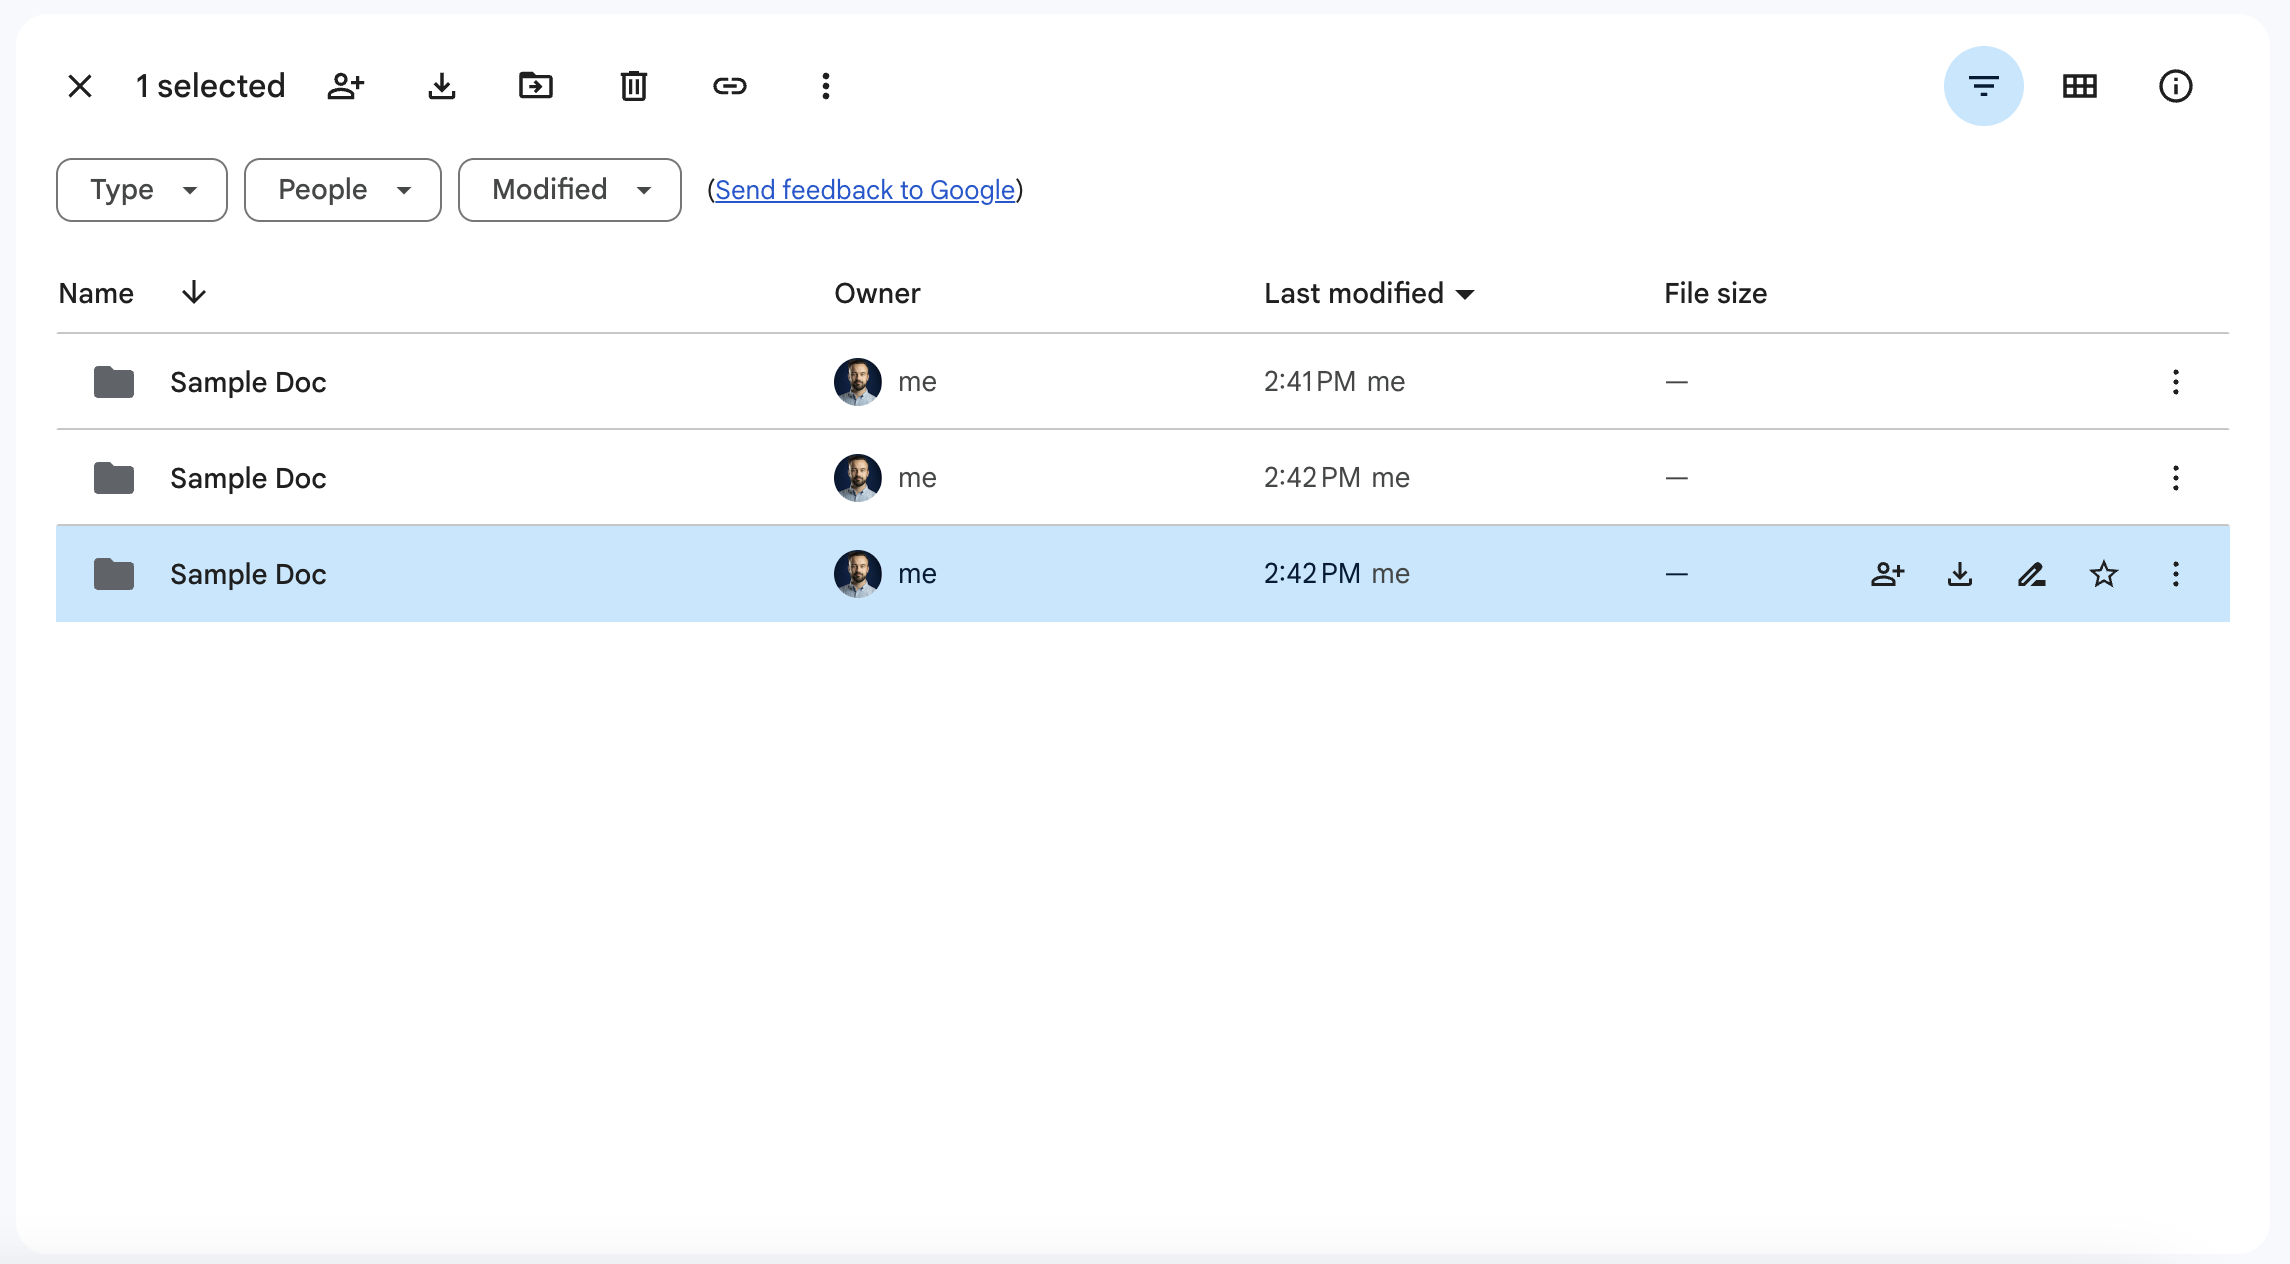 1 selected
Type People Modified (Send feedback to Google)
Name Owner Last modified File size
Sample Doc me 2:41 PM me —
Sample Doc me 2:42 PM me —
Sample Doc me 2:42 PM me —